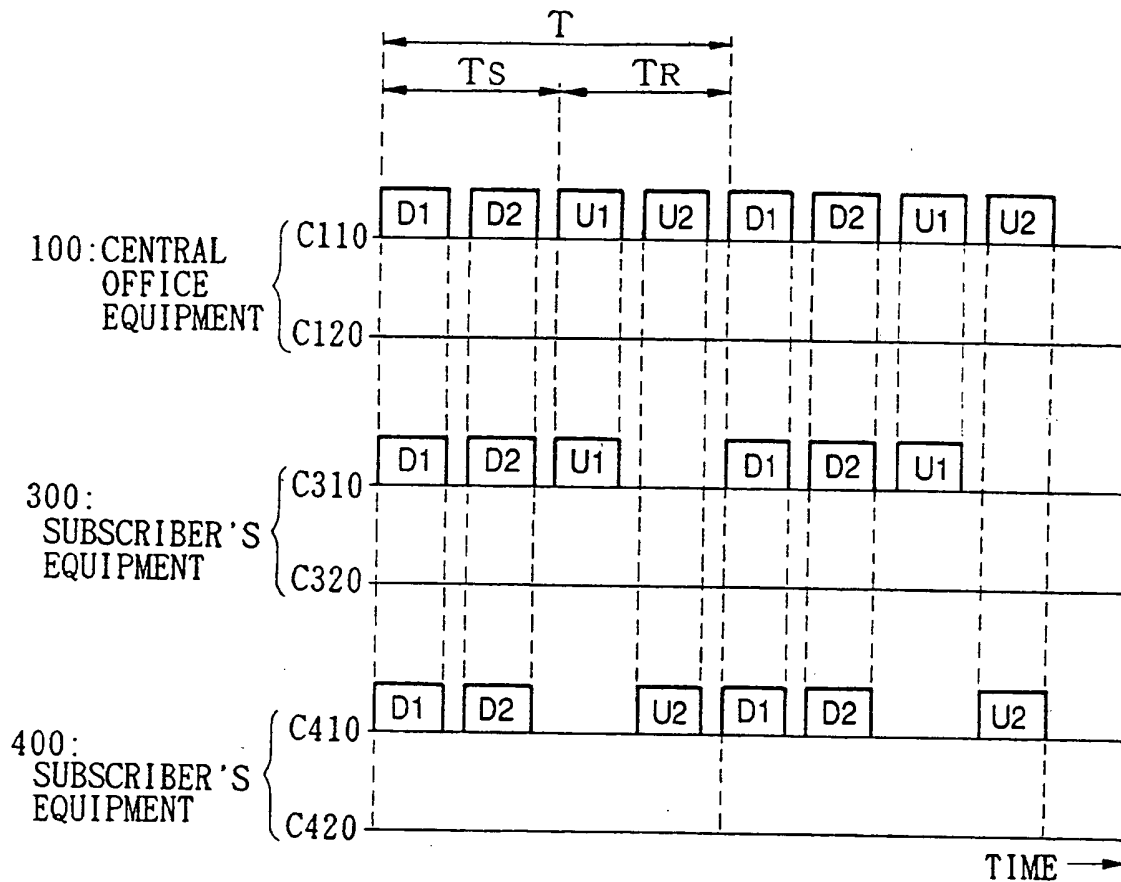 T
TS TR
D1 D2 U1 U2 D1 D2 U1 U2
C110
100:CENTRAL
OFFICE
EQUIPMENT
C120
D1 D2 U1 D1 D2 U1
C310
300:
SUBSCRIBER'S
EQUIPMENT
C320
D1 D2 U2 D1 D2 U2
C410
400:
SUBSCRIBER'S
EQUIPMENT
C420
TIME